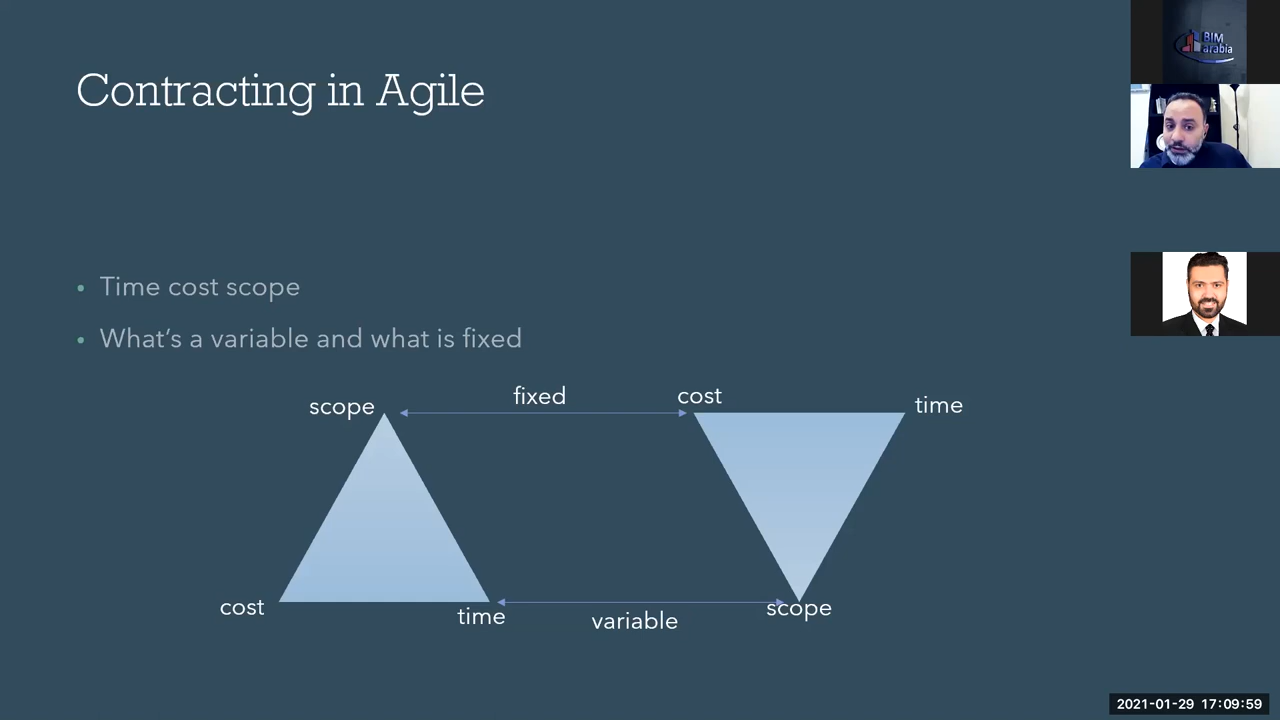 Contracting in Agile
BIM
arabia
• Time cost scope
• What's a variable and what is fixed
fixed
scope
cost
time
cost
time
variable
scope
2021-01-29 17:09:59